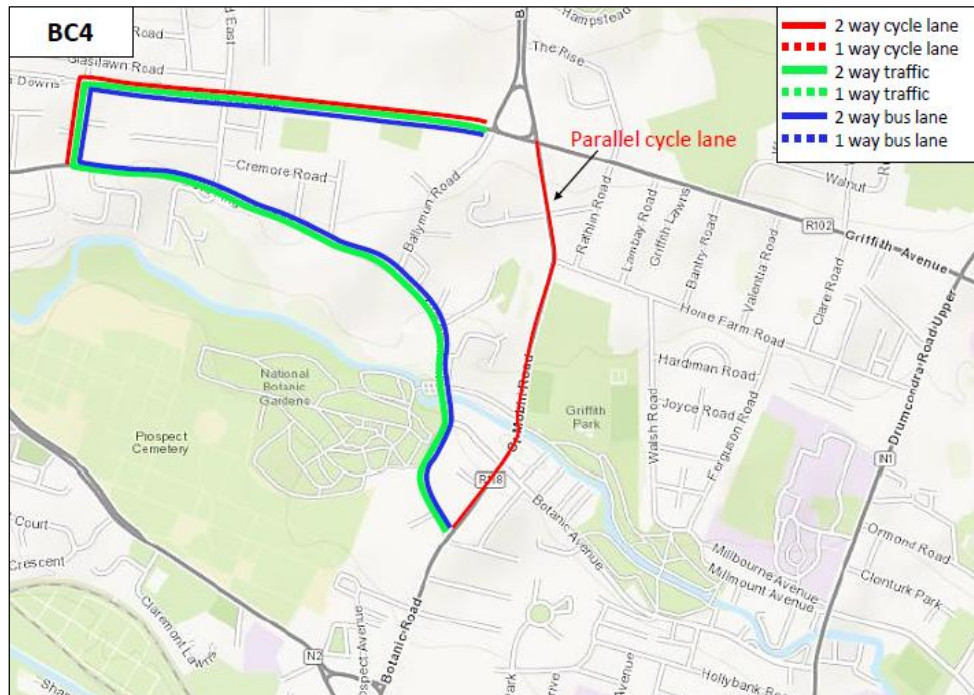 BC4
2 way cycle lane
1 way cycle lane
2 way traffic
1 way traffic
2 way bus lane
1 way bus lane
Hampstead
The Rise
Road
d East
Glasilawn Road
s Downs
Parallel cycle lane
Cremore Road
Ballymun Road
Walnut
Rathlin Road
Lambay Road
Griffith Lawns
Bantry Road
Valentia Road
Clare Road
R102
Griffith Avenue
Home Farm Road
Drumcondra Road Upper
Hardiman Road
Joyce Road
Walsh Road
Ferguson Road
National
Botanic
Gardens
Griffith
Park
Mobhi Road
Prospect
Cemetery
N1
Botanic Avenue
Court
Crescent
Ormond Road
Millbourne Avenue
Millmount Avenue
Clonturk Park
Claremont
Lawns
N2
Botanic Road
Prospect Avenue
Avenue
Drive
Hollybank Road